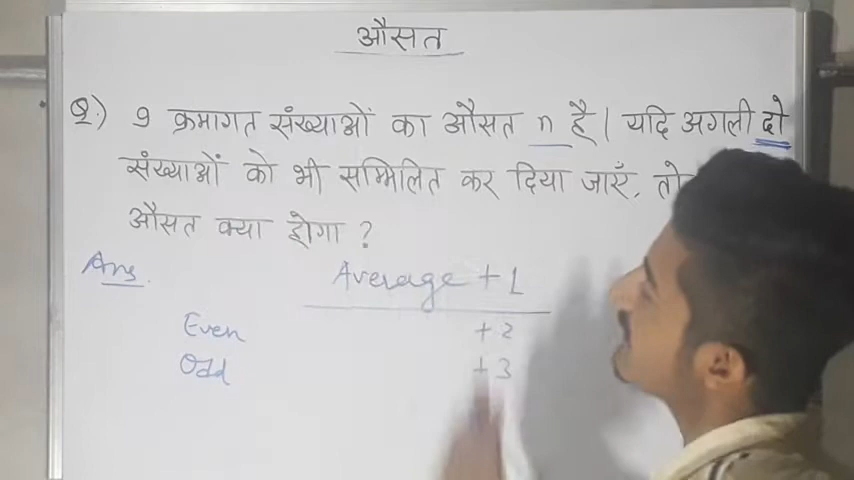 औसत
Q.) 9 क्रमागत संख्याओं का औसत n है। यदि अगली दो
संख्याओं को भी सम्मिलित कर दिया जाएँ, तो
औसत क्या होगा ?
Ans.
Average + 1
Even + 2
Odd + 3